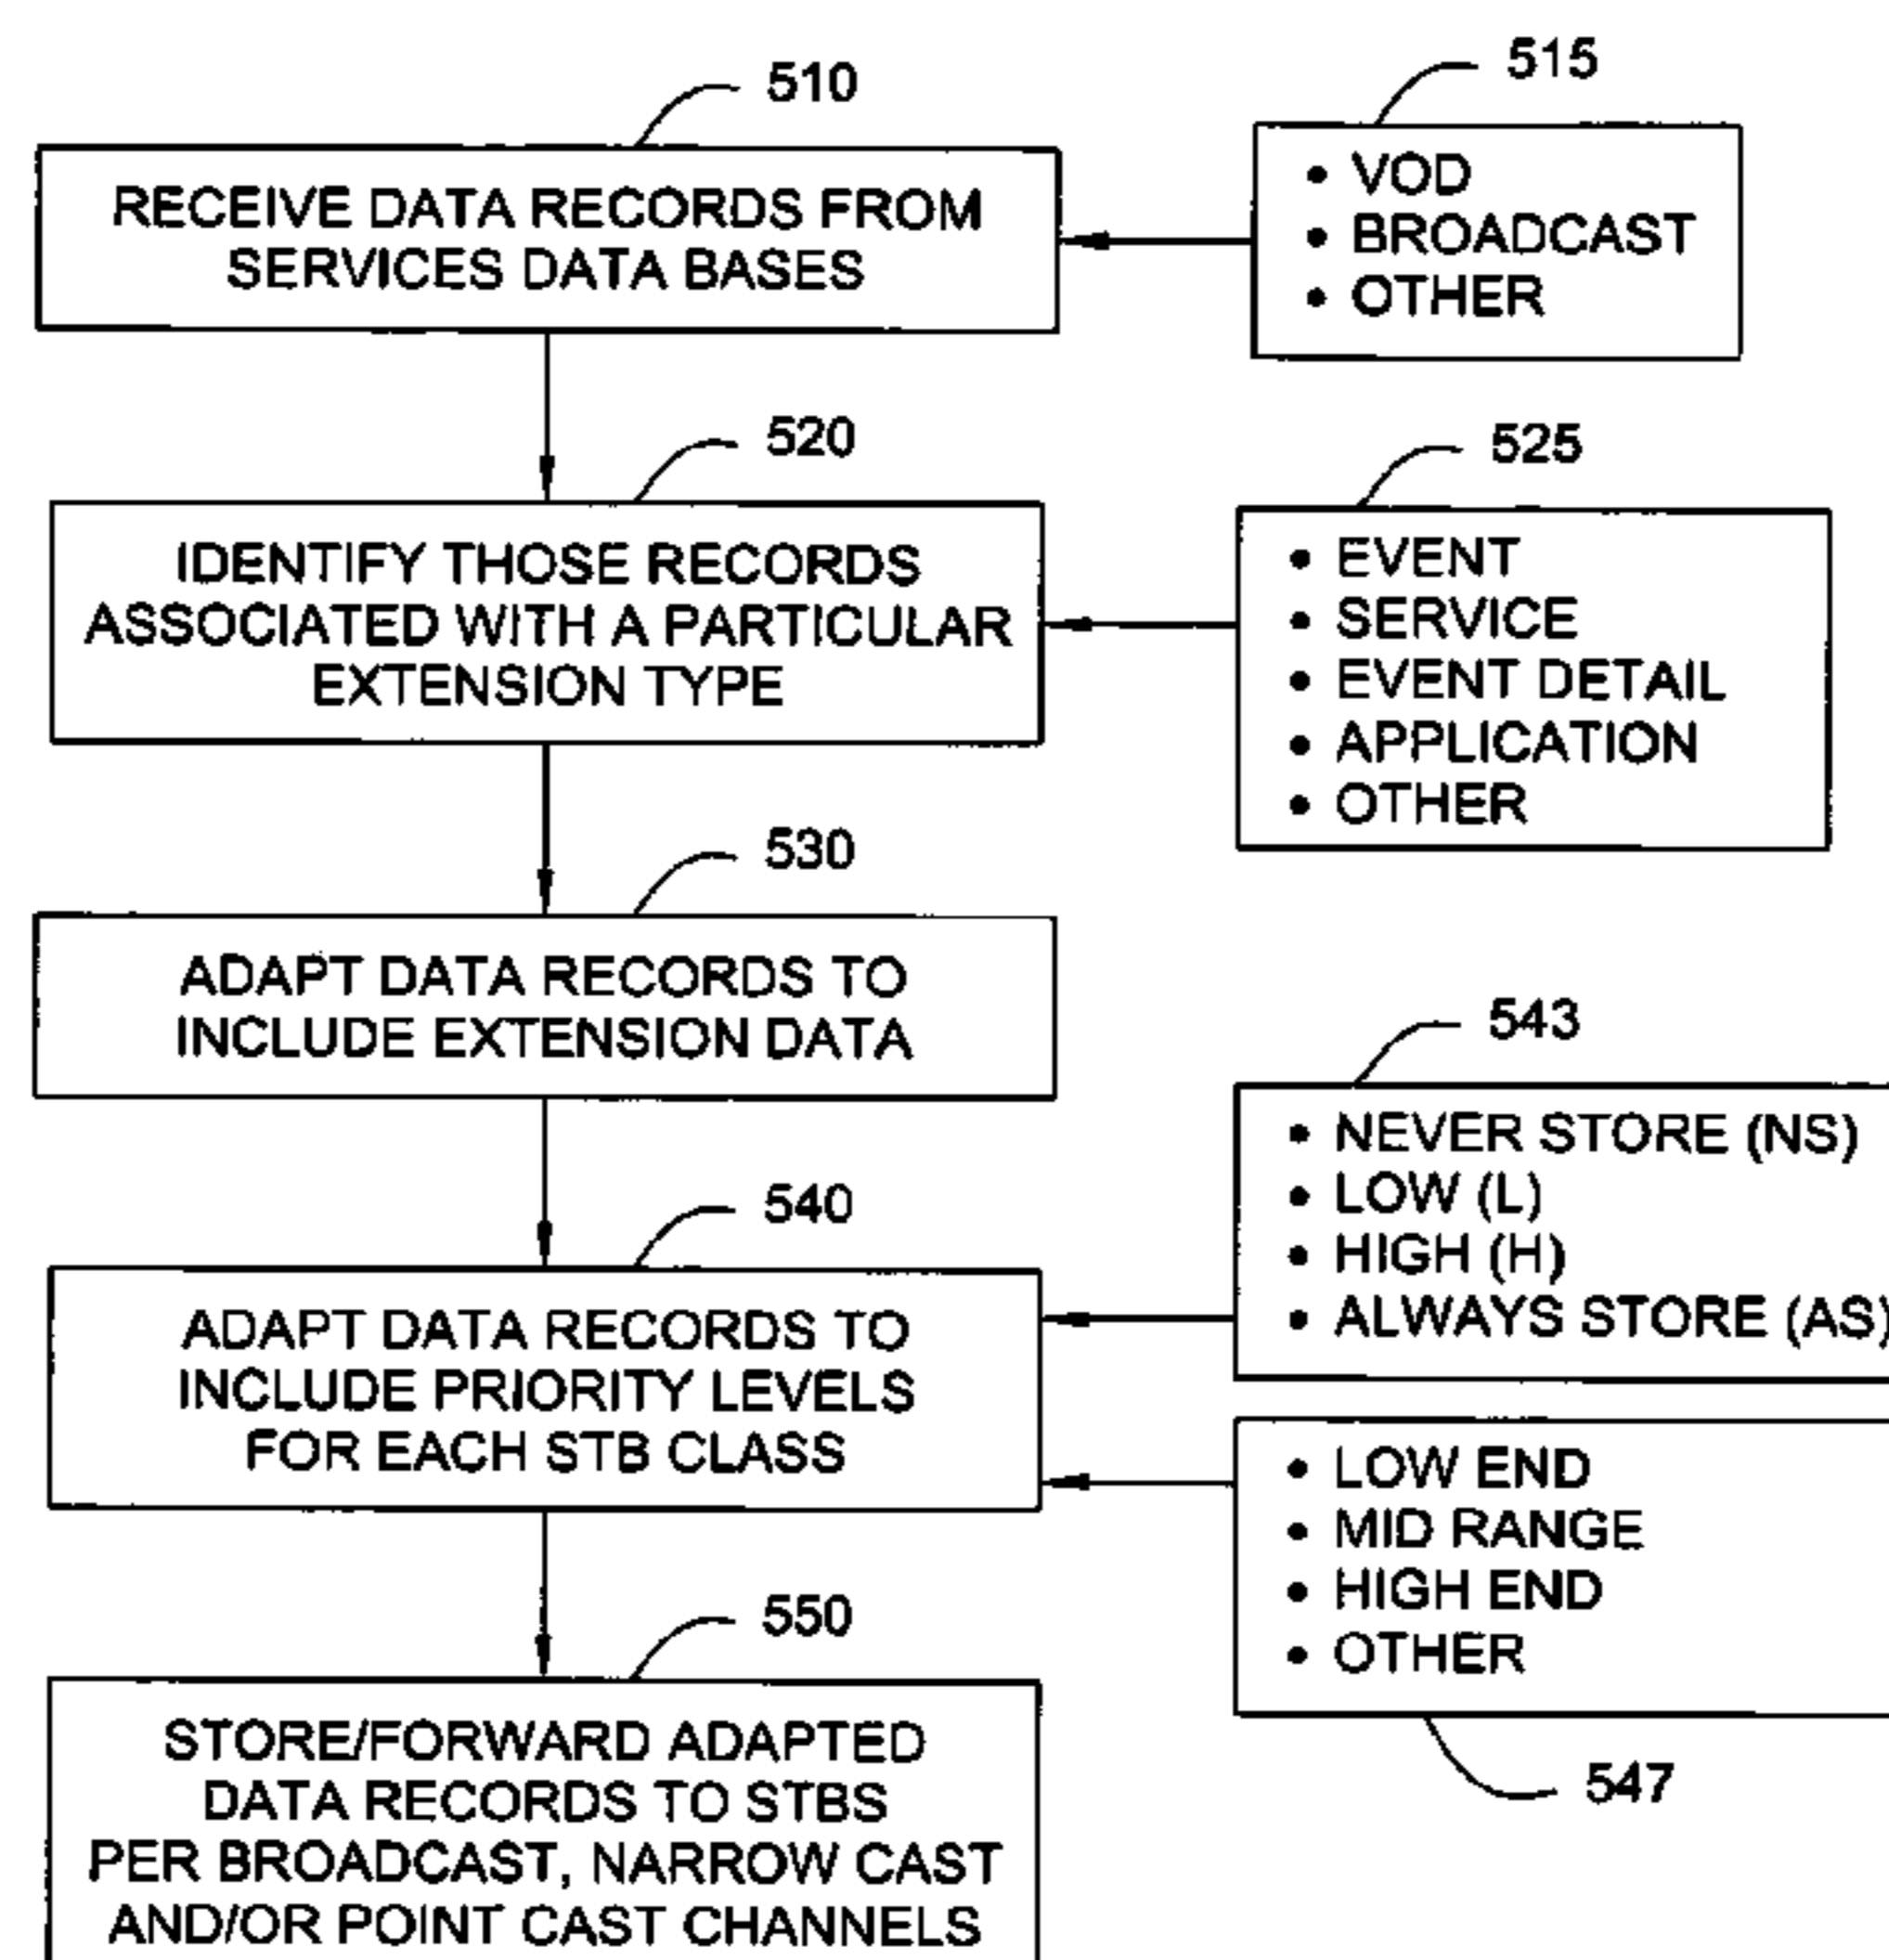 510
RECEIVE DATA RECORDS FROM
SERVICES DATA BASES
515
• VOD
• BROADCAST
• OTHER
520
IDENTIFY THOSE RECORDS
ASSOCIATED WITH A PARTICULAR
EXTENSION TYPE
525
• EVENT
• SERVICE
• EVENT DETAIL
• APPLICATION
• OTHER
530
ADAPT DATA RECORDS TO
INCLUDE EXTENSION DATA
540
ADAPT DATA RECORDS TO
INCLUDE PRIORITY LEVELS
FOR EACH STB CLASS
543
• NEVER STORE (NS)
• LOW (L)
• HIGH (H)
• ALWAYS STORE (AS)
• LOW END
• MID RANGE
• HIGH END
• OTHER
547
550
STORE/FORWARD ADAPTED
DATA RECORDS TO STBS
PER BROADCAST, NARROW CAST
AND/OR POINT CAST CHANNELS